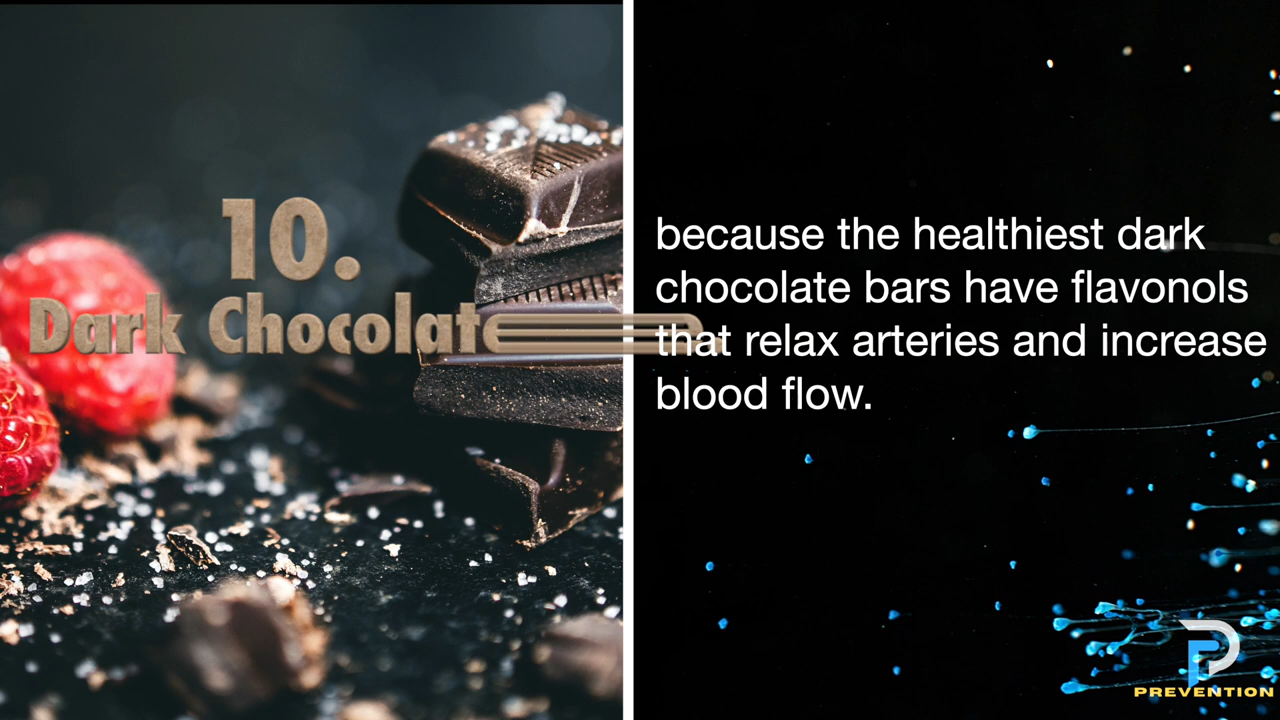 10.
Dark Chocolate
because the healthiest dark
chocolate bars have flavonols
that relax arteries and increase
blood flow.
P
PREVENTION